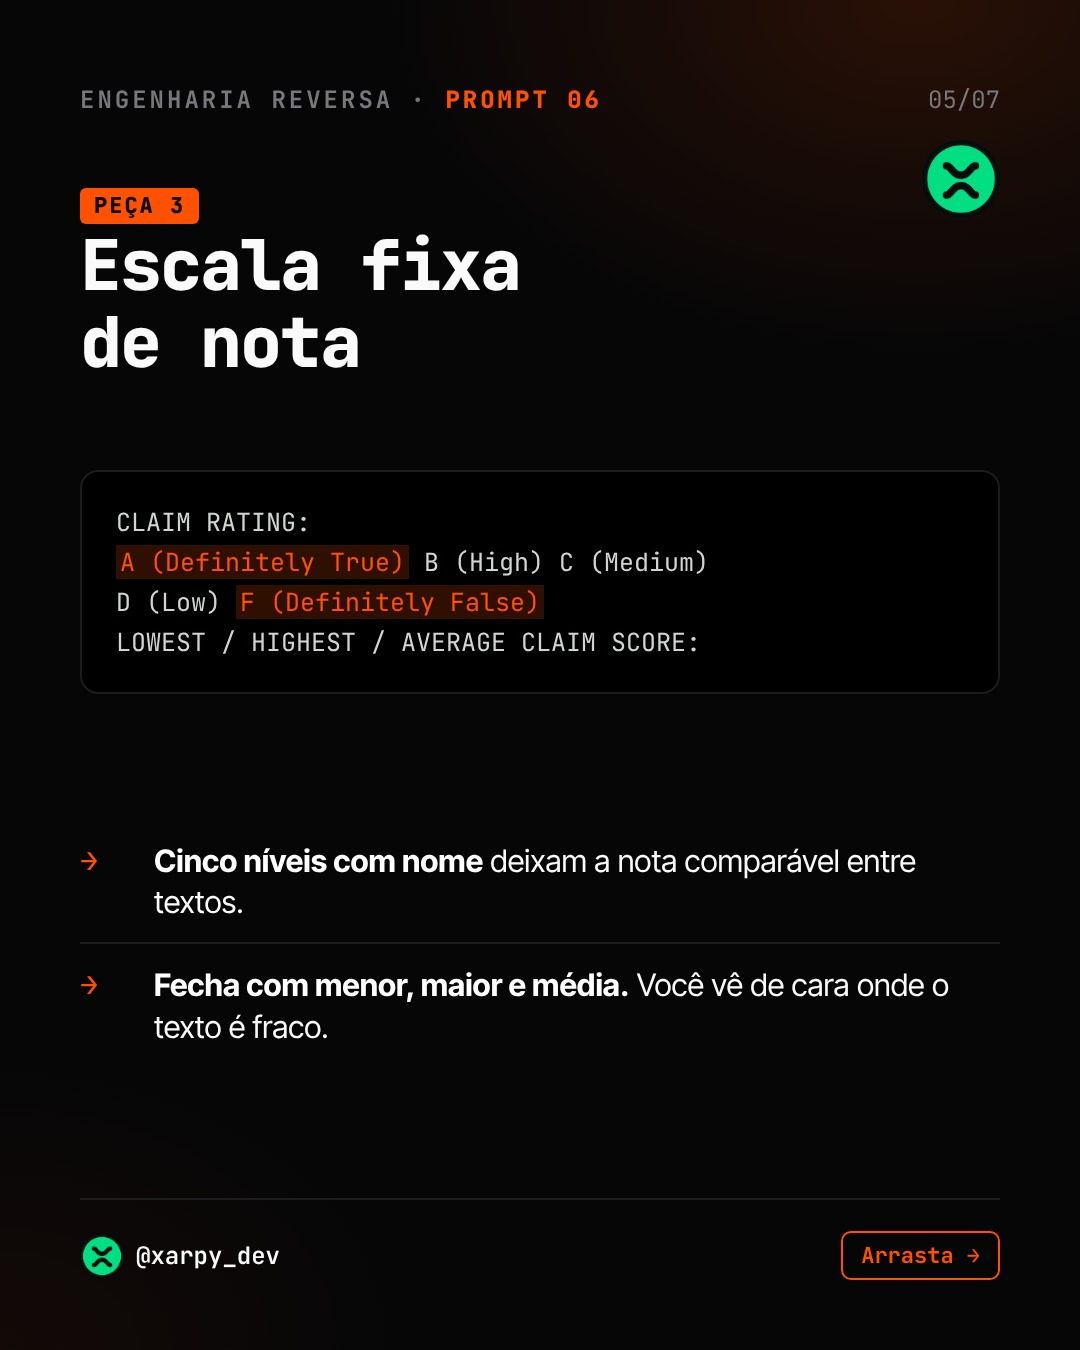 ENGENHARIA REVERSA · PROMPT 06
05/07
PEÇA 3
Escala fixa
de nota
CLAIM RATING:
A (Definitely True) B (High) C (Medium)
D (Low) F (Definitely False)
LOWEST / HIGHEST / AVERAGE CLAIM SCORE:
→ Cinco níveis com nome deixam a nota comparável entre
textos.
→ Fecha com menor, maior e média. Você vê de cara onde o
texto é fraco.
@xarpy_dev
Arrasta →